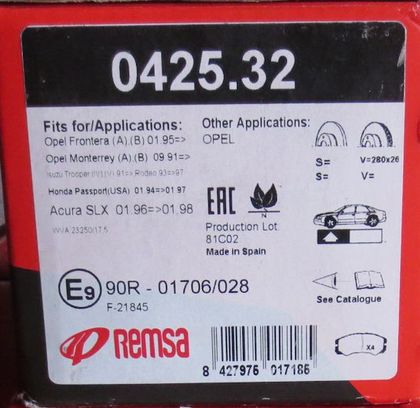 0425.32
Fits for/Applications:
Opel Frontera (A),(B) 01.95=>
Opel Monterrey (A),(B) 09.91=>
Isuzu Trooper 91=> Rodeo 93=>97
Honda Passport(USA) 01.94=>01.97
Acura SLX 01.96=>01.98
WVA 23250/17.5
Other Applications:
OPEL
S= V=280x26
S= V=
EAC
N
Production Lot
81C02
Made in Spain
See Catalogue
E9 90R - 01706/028
F-21845
REMSA
8 427975 017185
X4